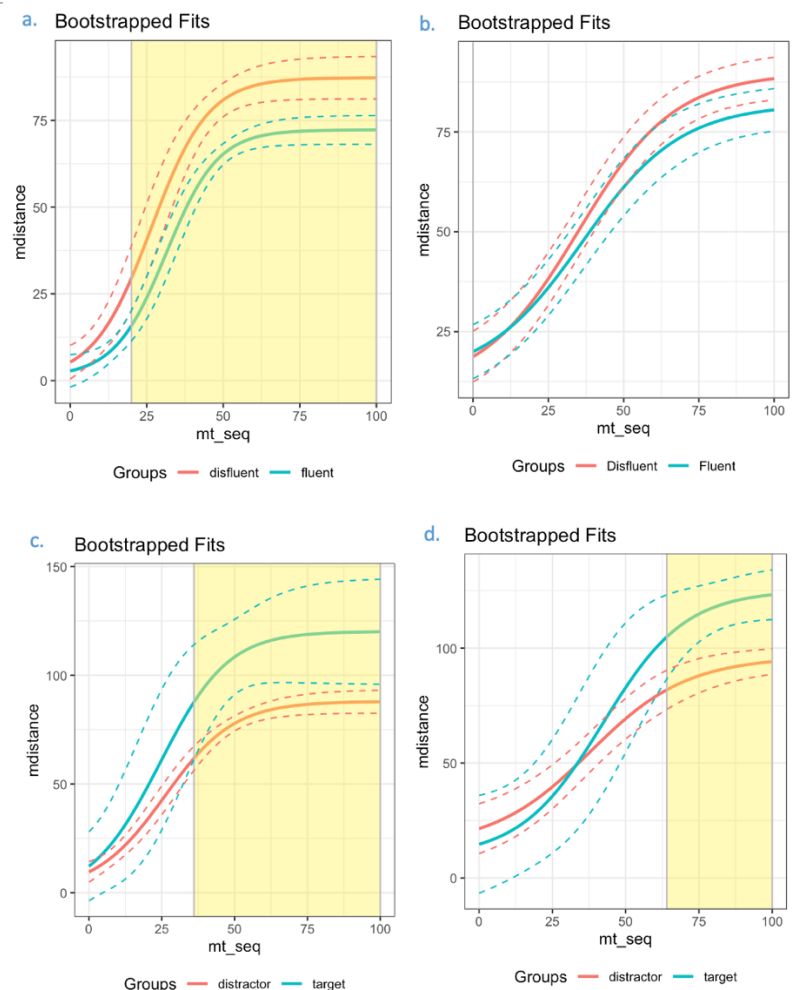 a. Bootstrapped Fits
mdistance
75
50
25
0
0 25 50 75 100
mt_seq
Groups disfluent fluent
b. Bootstrapped Fits
mdistance
75
50
25
0 25 50 75 100
mt_seq
Groups Disfluent Fluent
c. Bootstrapped Fits
mdistance
150
100
50
0
0 25 50 75 100
mt_seq
Groups distractor target
d. Bootstrapped Fits
mdistance
100
50
0
0 25 50 75 100
mt_seq
Groups distractor target